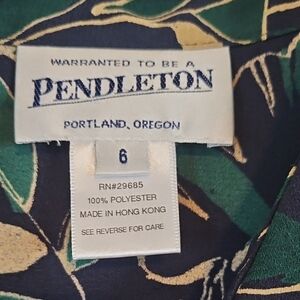 WARRANTED TO BE A
PENDLETON
PORTLAND, OREGON
6
RN#29685
100% POLYESTER
MADE IN HONG KONG
SEE REVERSE FOR CARE